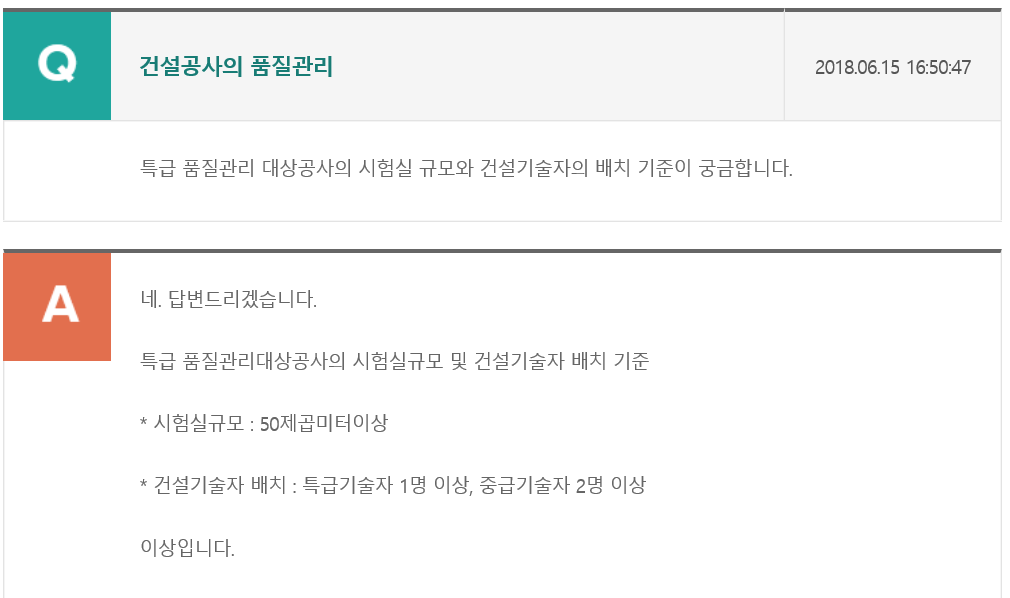 Q
건설공사의 품질관리
2018.06.15 16:50:47
특급 품질관리 대상공사의 시험실 규모와 건설기술자의 배치 기준이 궁금합니다.
A
네. 답변드리겠습니다.
특급 품질관리대상공사의 시험실규모 및 건설기술자 배치 기준
* 시험실규모 : 50제곱미터이상
* 건설기술자 배치 : 특급기술자 1명 이상, 중급기술자 2명 이상
이상입니다.